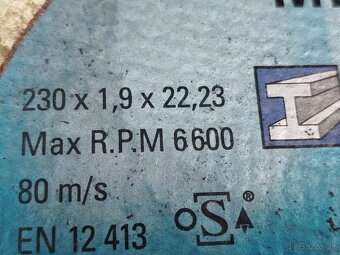 230 x 1,9 x 22,23
Max R.P.M 6600
80 m/s
oSA®
EN 12 413